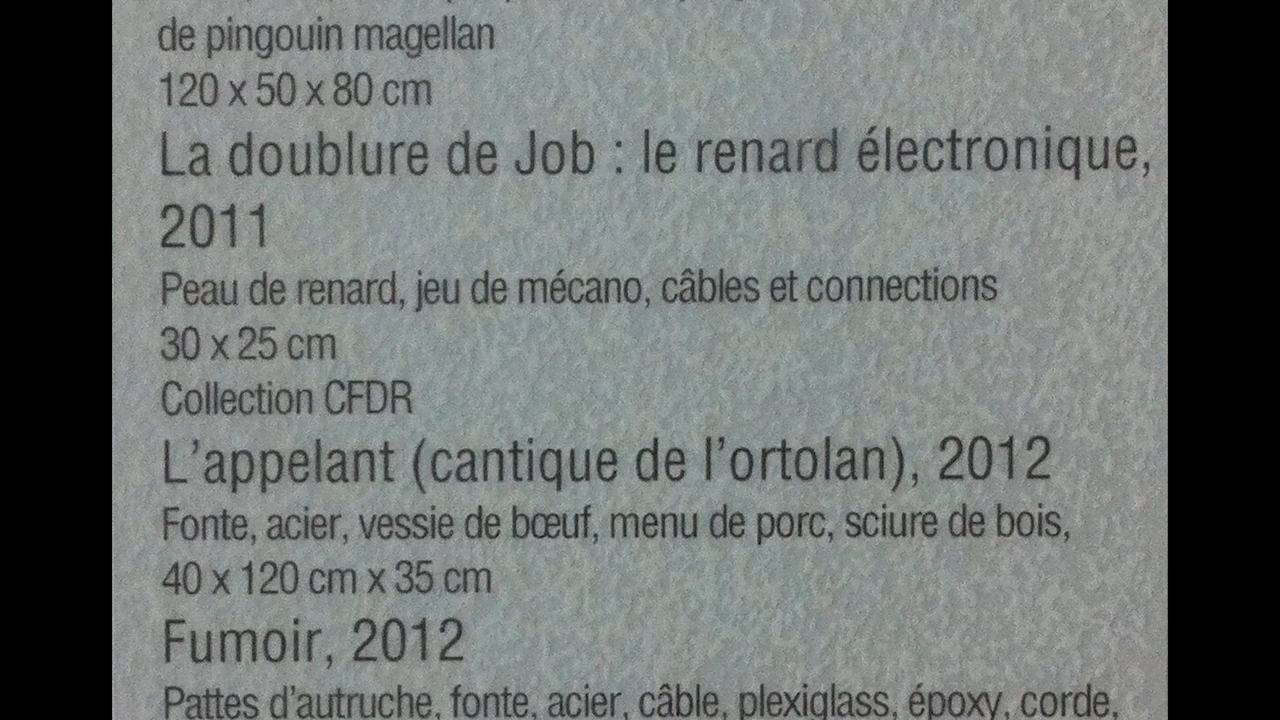 de pingouin magellan
120 x 50 x 80 cm
La doublure de Job : le renard électronique,
2011
Peau de renard, jeu de mécano, câbles et connections
30 x 25 cm
Collection CFDR
L’appelant (cantique de l’ortolan), 2012
Fonte, acier, vessie de bœuf, menu de porc, sciure de bois,
40 x 120 cm x 35 cm
Fumoir, 2012
Pattes d’autruche, fonte, acier, câble, plexiglass, époxy, corde,